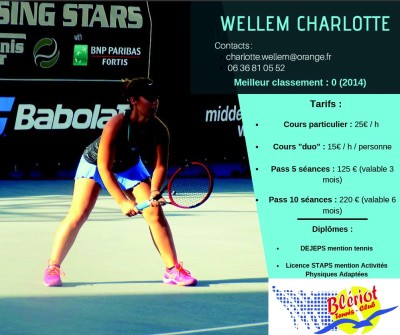 SING STARS
BNP PARIBAS
FORTIS
Babolat
midde
WELLEM CHARLOTTE
Contacts:
charlotte.wellem@orange.fr
06 36 81 05 52
Meilleur classement : 0 (2014)
Tarifs :
• Cours particulier : 25€ / h
• Cours "duo" : 15€ / h / personne
• Pass 5 séances : 125 € (valable 3
mois)
• Pass 10 séances : 220 € (valable 6
mois)
Diplômes :
• DEJEPS mention tennis
• Licence STAPS mention Activités
Physiques Adaptées
Blériot
Tennis - Club